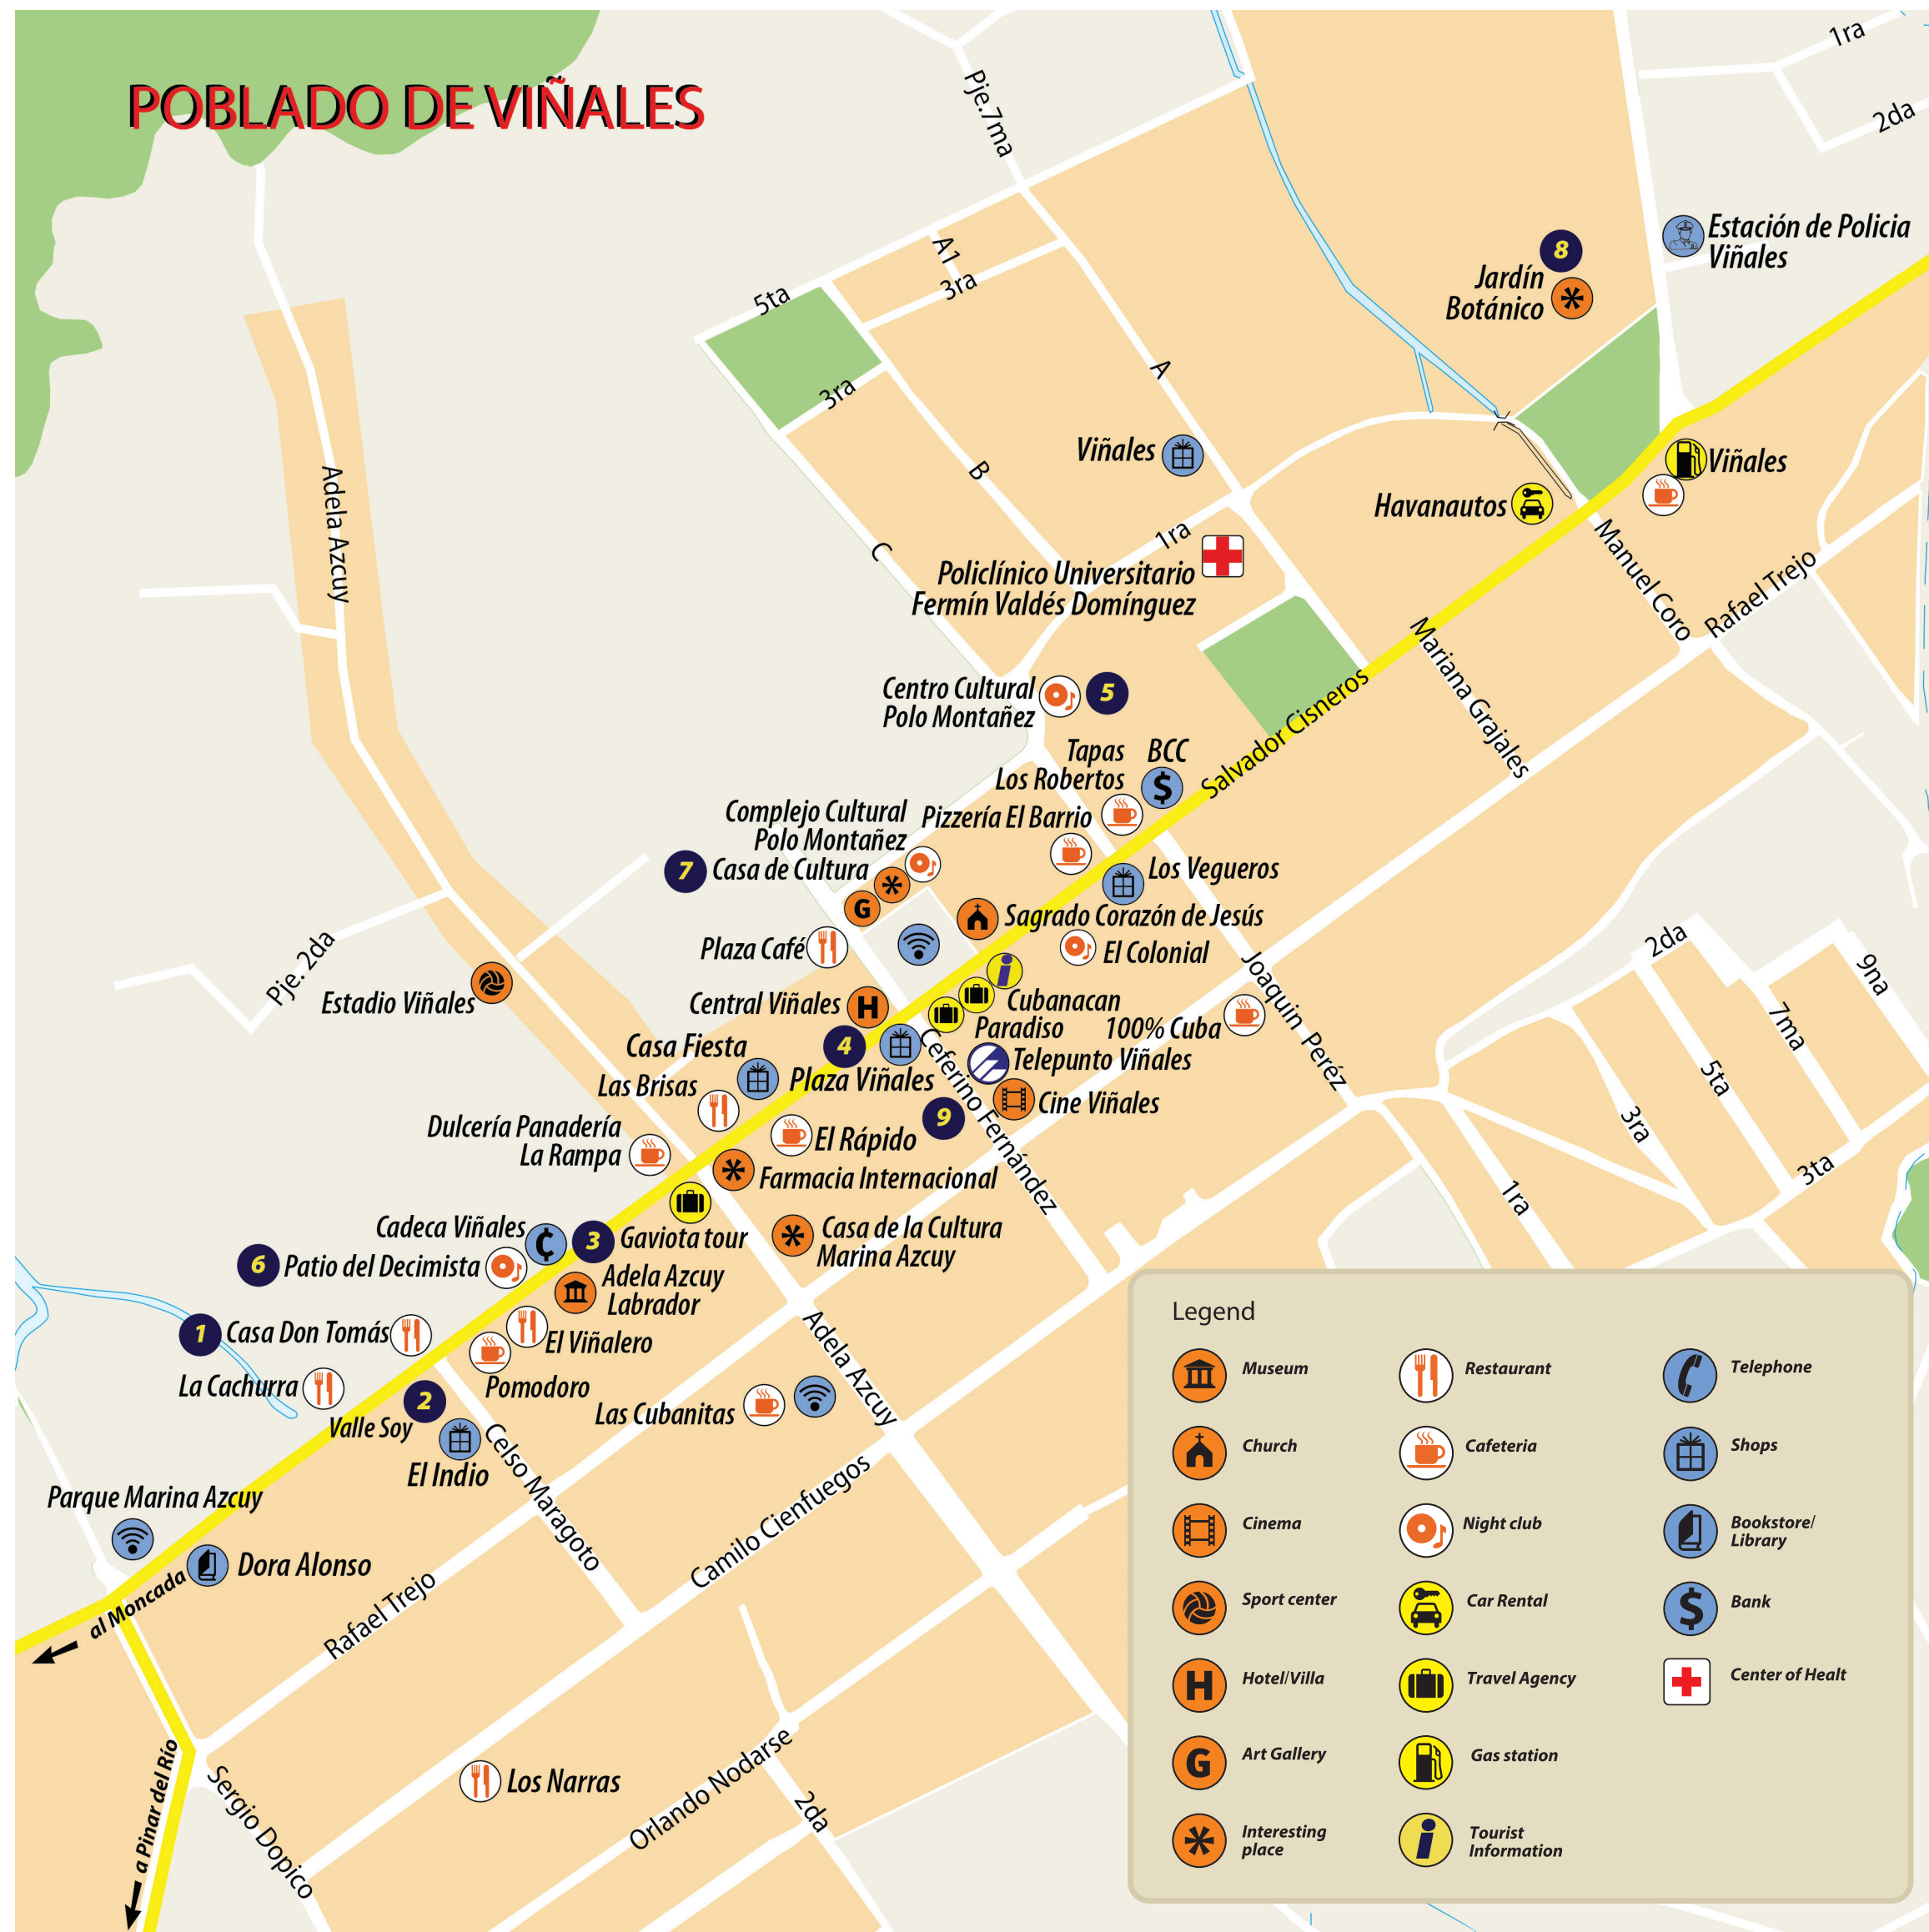 POBLADO DE VIÑALES
Pje.7ma
1ra
2da
Estación de Policia
Viñales
8
Jardín
Botánico
A1
3ra
5ta
3ra
A
B
C
Adela Azcuy
Viñales
Havanautos
Viñales
1ra
Policlínico Universitario
Fermín Valdés Domínguez
Manuel Coro
Rafael Trejo
Mariana Grajales
Salvador Cisneros
Centro Cultural
Polo Montañez
5
Tapas
Los Robertos
BCC
$
Pizzería El Barrio
Complejo Cultural
Polo Montañez
7
Casa de Cultura
G
Los Vegueros
Sagrado Corazón de Jesús
El Colonial
Plaza Café
i
Cubanacan
Paradiso
100% Cuba
Joaquin Peréz
Central Viñales
H
4
Plaza Viñales
Ceferino Fernández
Telepunto Viñales
Cine Viñales
9
Pje. 2da
Estadio Viñales
Casa Fiesta
Las Brisas
El Rápido
Dulcería Panadería
La Rampa
Farmacia Internacional
2da
9na
7ma
5ta
3ra
3ta
1ra
Cadeca Viñales
¢
3
Gaviota tour
Casa de la Cultura
Marina Azcuy
6
Patio del Decimista
Adela Azcuy
Labrador
1
Casa Don Tomás
El Viñalero
Pomodoro
La Cachurra
2
Valle Soy
El Indio
Las Cubanitas
Adela Azcuy
Celso Maragoto
Camilo Cienfuegos
Parque Marina Azcuy
Dora Alonso
al Moncada
Rafael Trejo
a Pinar del Río
Sergio Dopico
Los Narras
Orlando Nodarse
2da
Legend
Museum
Church
Cinema
Sport center
H
Hotel/Villa
G
Art Gallery
Interesting
place
Restaurant
Cafeteria
Night club
Car Rental
Travel Agency
Gas station
i
Tourist
Information
Telephone
Shops
Bookstore/
Library
$
Bank
Center of Healt